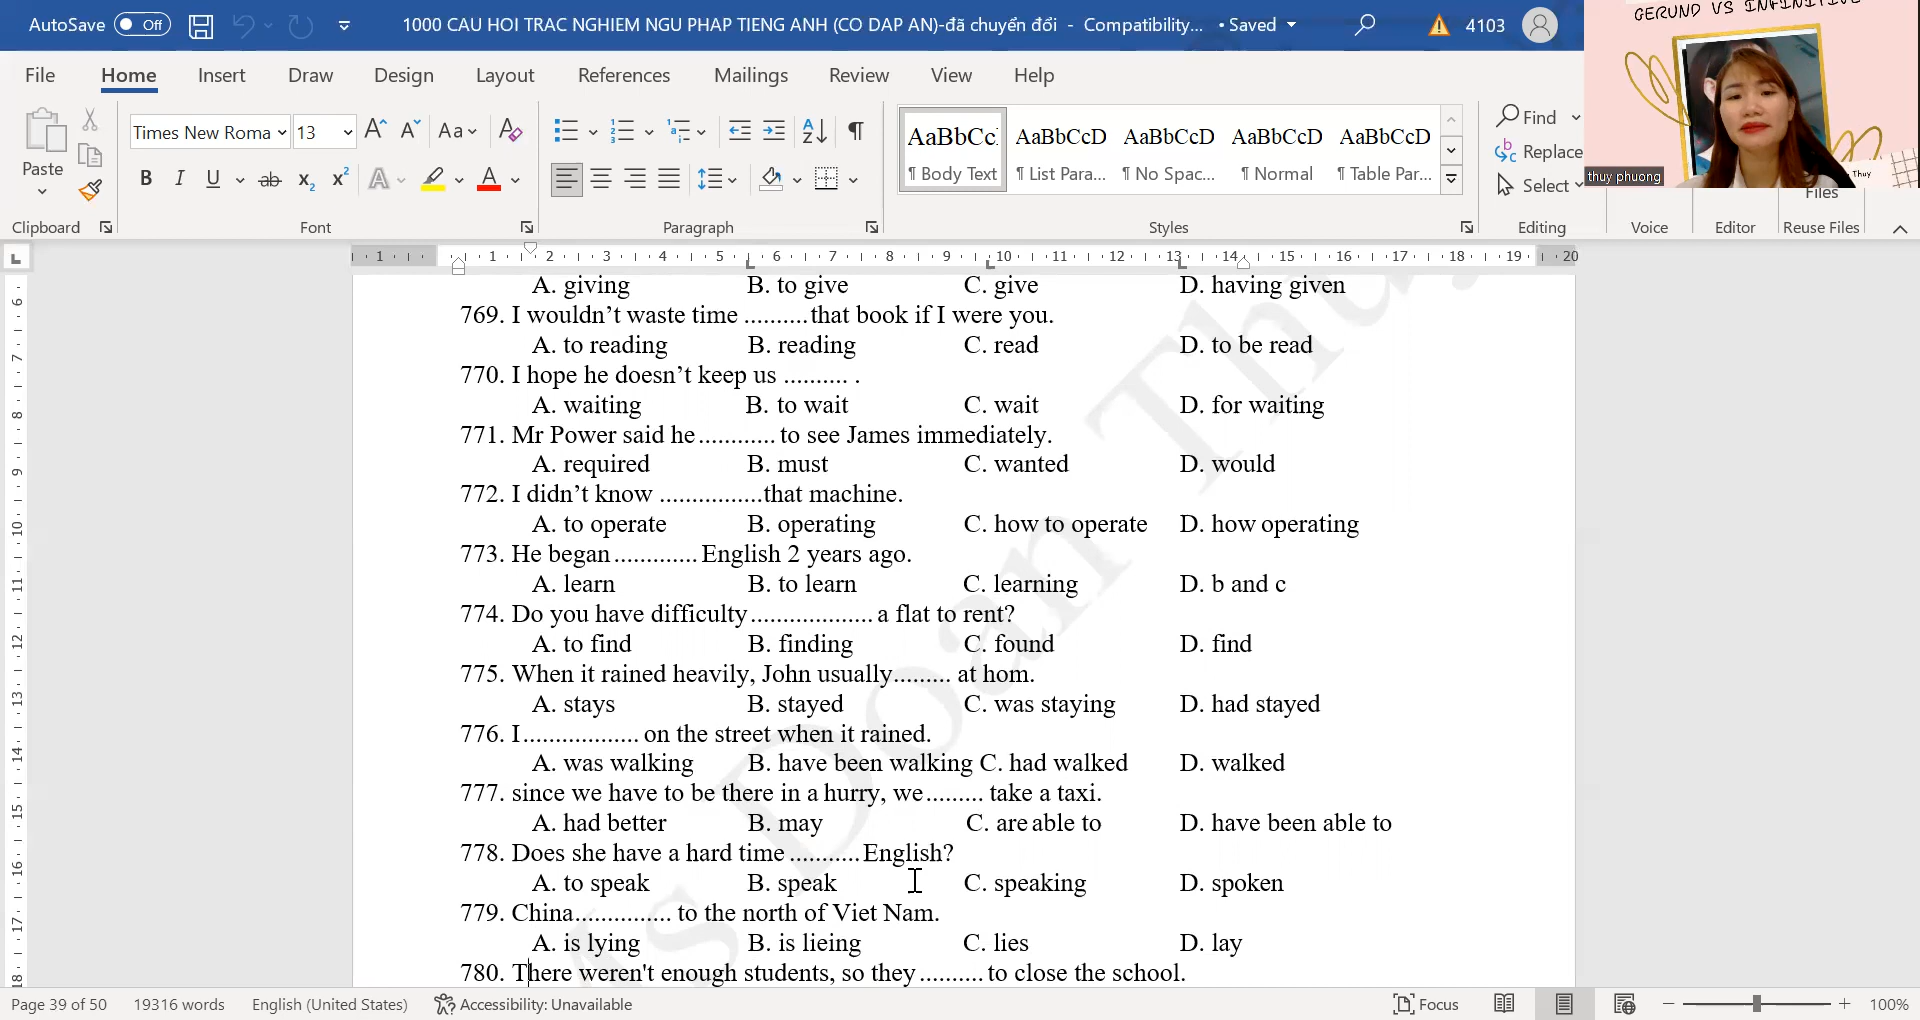 AutoSave Off 1000 CAU HOI TRAC NGHIEM NGU PHAP TIENG ANH (CO DAP AN)-đã chuyển đổi - Compatibility... • Saved 4103
GERUND VS INFINITIVE
File Home Insert Draw Design Layout References Mailings Review View Help
Times New Roma 13
Paste
AaBbCc AaBbCcD AaBbCcD AaBbCcD AaBbCcD
¶ Body Text ¶ List Para... ¶ No Spac... ¶ Normal ¶ Table Par...
Find
Replace
Select
thuy phuong
Thuy
Files
Clipboard Font Paragraph Styles Editing Voice Editor Reuse Files
A. giving B. to give C. give D. having given
769. I wouldn’t waste time ..........that book if I were you.
A. to reading B. reading C. read D. to be read
770. I hope he doesn’t keep us .......... .
A. waiting B. to wait C. wait D. for waiting
771. Mr Power said he............ to see James immediately.
A. required B. must C. wanted D. would
772. I didn’t know ................that machine.
A. to operate B. operating C. how to operate D. how operating
773. He began............. English 2 years ago.
A. learn B. to learn C. learning D. b and c
774. Do you have difficulty................... a flat to rent?
A. to find B. finding C. found D. find
775. When it rained heavily, John usually......... at hom.
A. stays B. stayed C. was staying D. had stayed
776. I.................. on the street when it rained.
A. was walking B. have been walking C. had walked D. walked
777. since we have to be there in a hurry, we......... take a taxi.
A. had better B. may C. are able to D. have been able to
778. Does she have a hard time ...........English?
A. to speak B. speak C. speaking D. spoken
779. China............... to the north of Viet Nam.
A. is lying B. is lieing C. lies D. lay
780. There weren't enough students, so they.......... to close the school.
Ms Doan Thuy
Page 39 of 50 19316 words English (United States) Accessibility: Unavailable Focus 100%